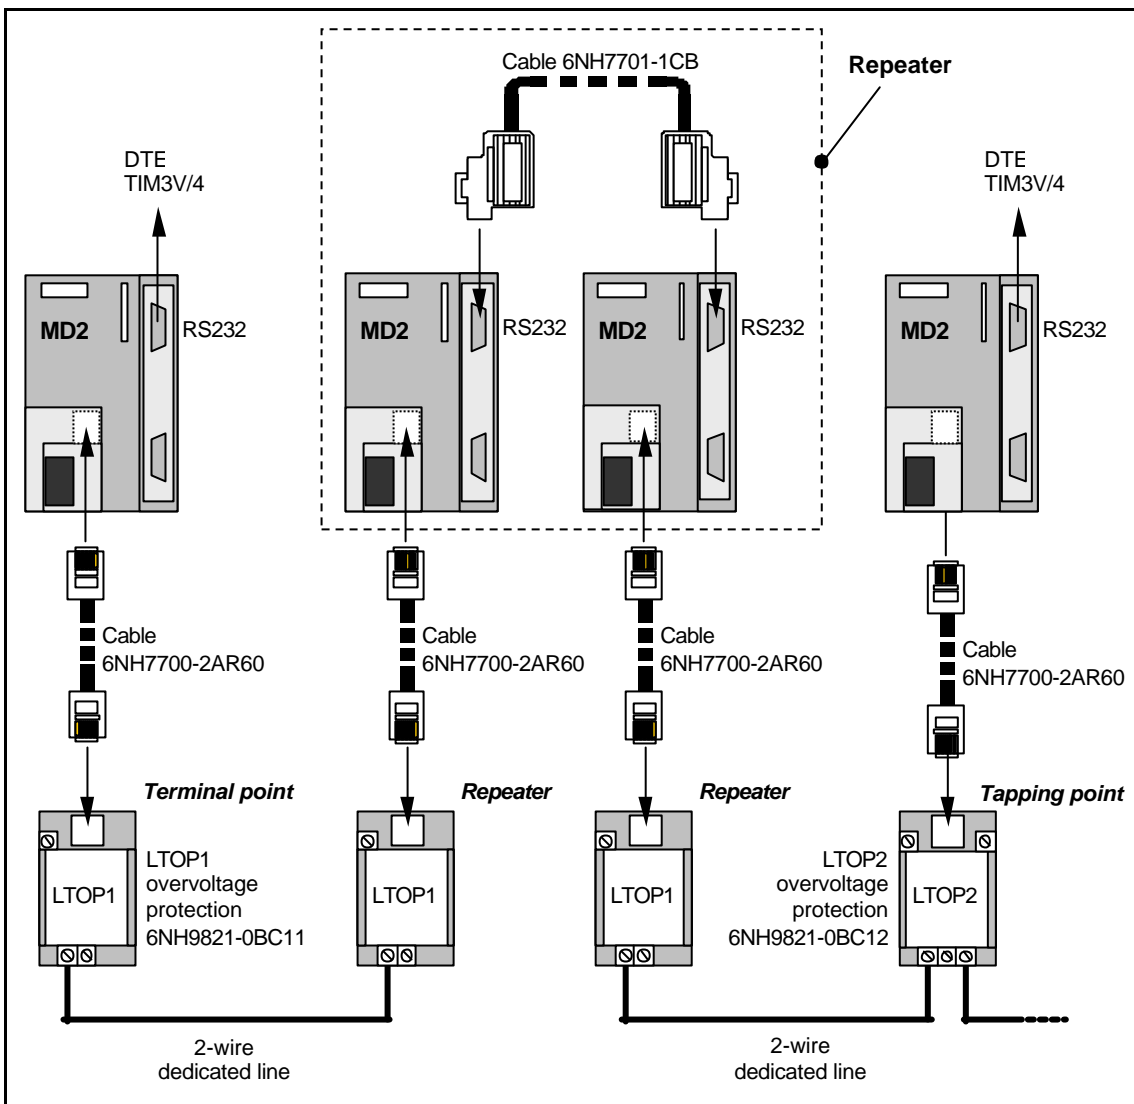 Cable 6NH7701-1CB
Repeater
DTE
TIM3V/4
DTE
TIM3V/4
MD2
RS232
MD2
RS232
MD2
RS232
MD2
RS232
Cable
6NH7700-2AR60
Cable
6NH7700-2AR60
Cable
6NH7700-2AR60
Cable
6NH7700-2AR60
Terminal point
Repeater
Repeater
Tapping point
LTOP1
LTOP1
overvoltage
protection
6NH9821-0BC11
LTOP1
LTOP1
LTOP2
overvoltage
protection
6NH9821-0BC12
LTOP2
2-wire
dedicated line
2-wire
dedicated line